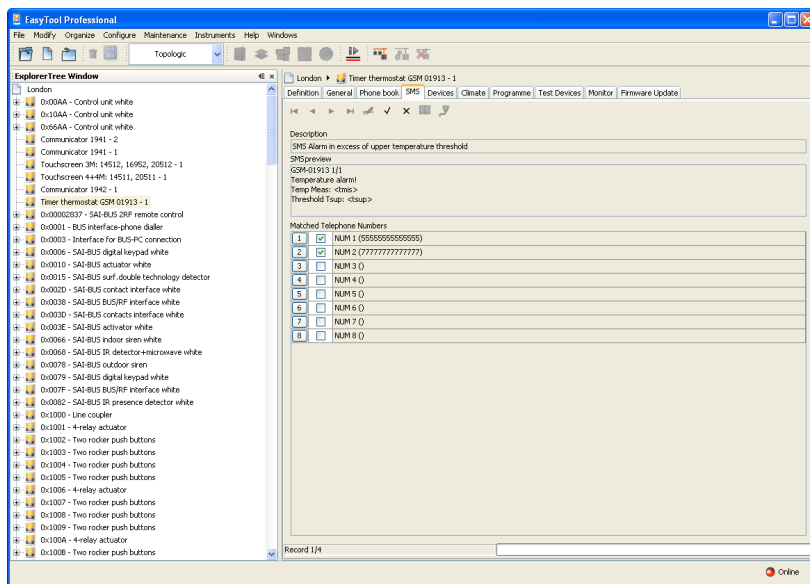 EasyTool Professional
File Modify Organize Configure Maintenance Instruments Help Windows
Topologic
ExplorerTree Window
London
0x00AA - Control unit white
0x10AA - Control unit white
0x66AA - Control unit white
Communicator 1941 - 2
Communicator 1941 - 1
Touchscreen 3M: 14512, 16952, 20512 - 1
Touchscreen 4+4M: 14511, 20511 - 1
Communicator 1942 - 1
Timer thermostat GSM 01913 - 1
0x00002837 - SAI-BUS 2RF remote control
0x0001 - BUS interface-phone dialler
0x0003 - Interface for BUS-PC connection
0x0006 - SAI-BUS digital keypad white
0x0010 - SAI-BUS actuator white
0x0015 - SAI-BUS surf.double technology detector
0x002D - SAI-BUS contact interface white
0x0038 - SAI-BUS BUS/RF interface white
0x003D - SAI-BUS contacts interface white
0x003E - SAI-BUS activator white
0x0066 - SAI-BUS indoor siren white
0x0068 - SAI-BUS IR detector+microwave white
0x0078 - SAI-BUS outdoor siren
0x0079 - SAI-BUS digital keypad white
0x007F - SAI-BUS BUS/RF interface white
0x0082 - SAI-BUS IR presence detector white
0x1000 - Line coupler
0x1001 - 4-relay actuator
0x1002 - Two rocker push buttons
0x1003 - Two rocker push buttons
0x1004 - Two rocker push buttons
0x1005 - Two rocker push buttons
0x1006 - 4-relay actuator
0x1007 - Two rocker push buttons
0x1008 - Two rocker push buttons
0x1009 - Two rocker push buttons
0x100A - 4-relay actuator
0x100B - Two rocker push buttons
London Timer thermostat GSM 01913 - 1
Definition General Phone book SMS Devices Climate Programme Test Devices Monitor Firmware Update
Description
SMS Alarm in excess of upper temperature threshold
SMSpreview
GSM-01913 1/1
Temperature alarm!
Temp Meas: <tmis>
Threshold Tsup: <tsup>
Matched Telephone Numbers
1 NUM 1 (55555555555555)
2 NUM 2 (77777777777777)
3 NUM 3 ()
4 NUM 4 ()
5 NUM 5 ()
6 NUM 6 ()
7 NUM 7 ()
8 NUM 8 ()
Record 1/4
Online